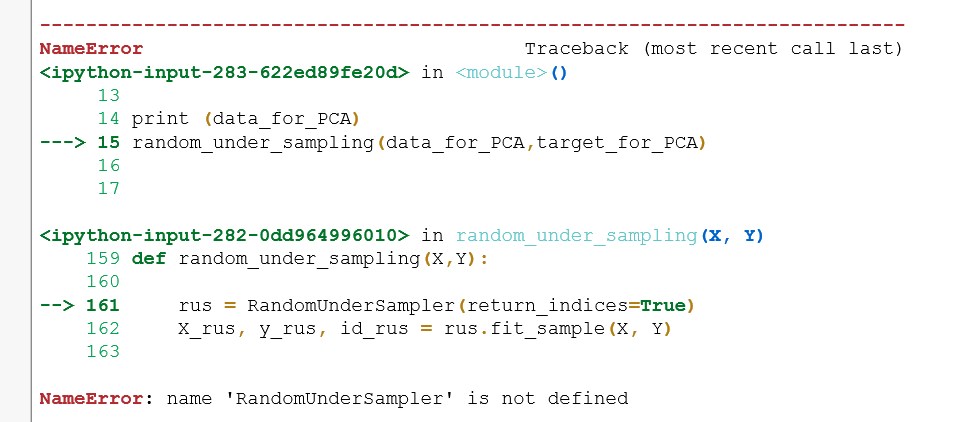 ---------------------------------------------------------------------------
NameError                                 Traceback (most recent call last)
<ipython-input-283-622ed89fe20d> in <module>()
     13
     14 print (data_for_PCA)
---> 15 random_under_sampling(data_for_PCA,target_for_PCA)
     16
     17
<ipython-input-282-0dd964996010> in random_under_sampling(X, Y)
    159 def random_under_sampling(X,Y):
    160
--> 161     rus = RandomUnderSampler(return_indices=True)
    162     X_rus, y_rus, id_rus = rus.fit_sample(X, Y)
    163
NameError: name 'RandomUnderSampler' is not defined